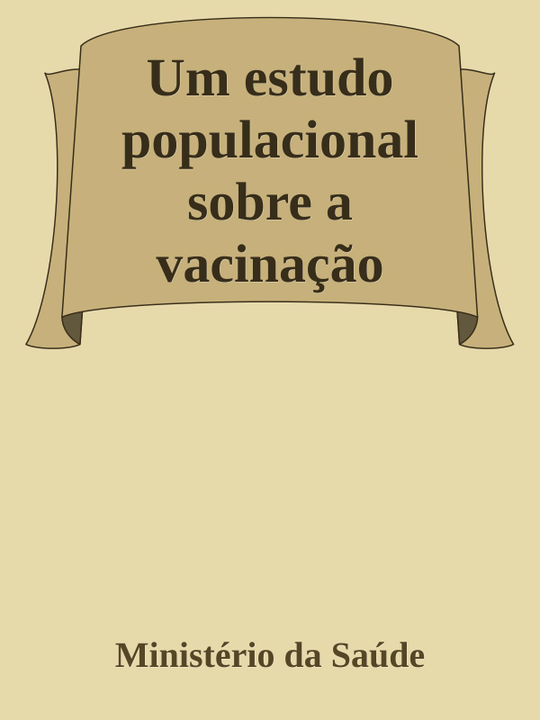 Um estudo
populacional
sobre a
vacinação
Ministério da Saúde